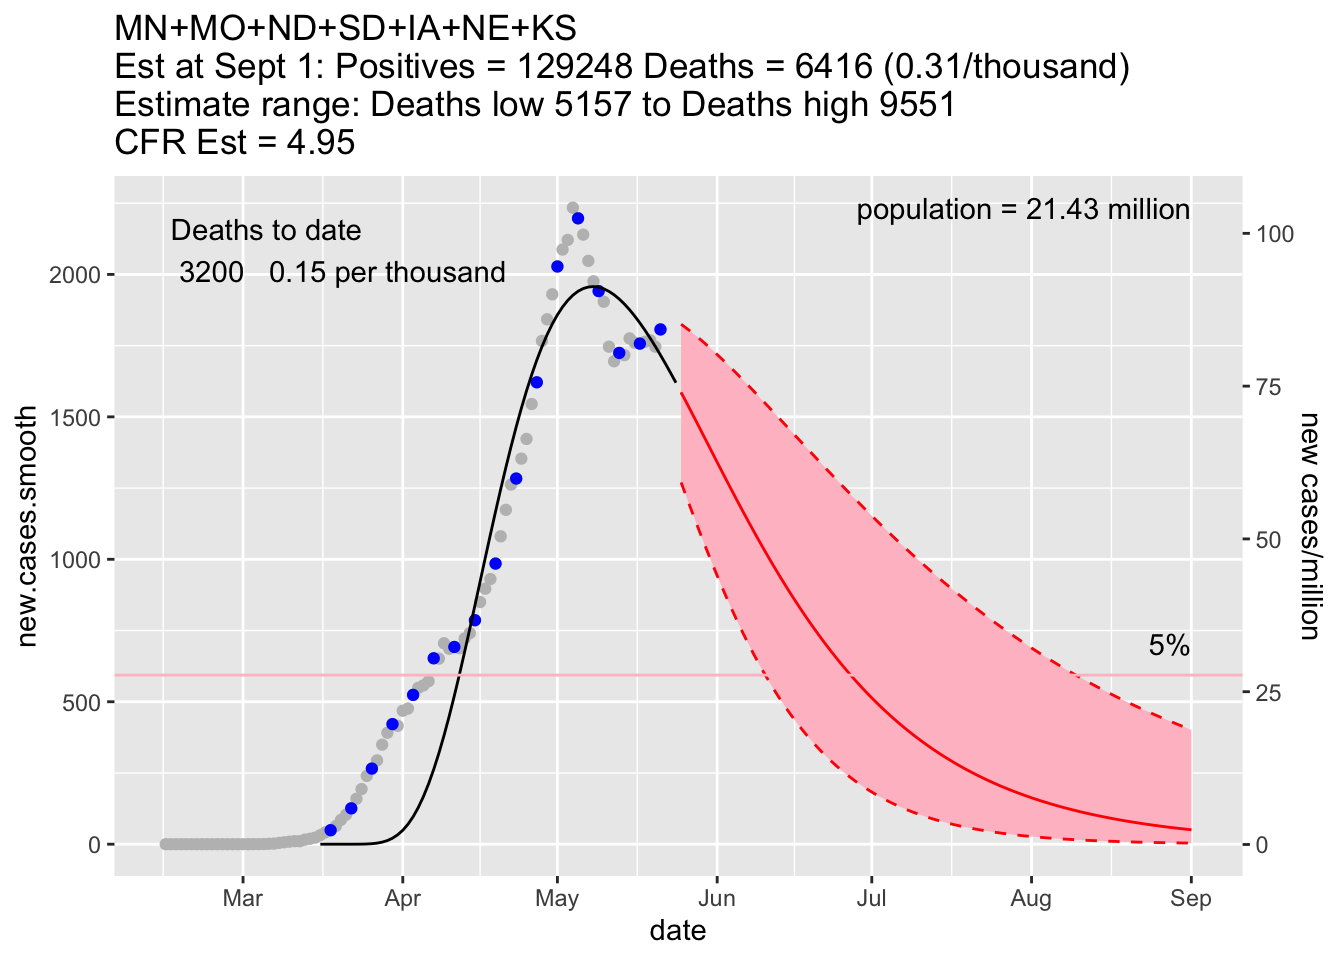 MN+MO+ND+SD+IA+NE+KS
Est at Sept 1: Positives = 129248 Deaths = 6416 (0.31/thousand)
Estimate range: Deaths low 5157 to Deaths high 9551
CFR Est = 4.95
Deaths to date
3200 0.15 per thousand
population = 21.43 million
5%
new.cases.smooth
2000
1500
1000
500
0
100
75
50
25
0
new cases/million
Mar Apr May Jun Jul Aug Sep
date